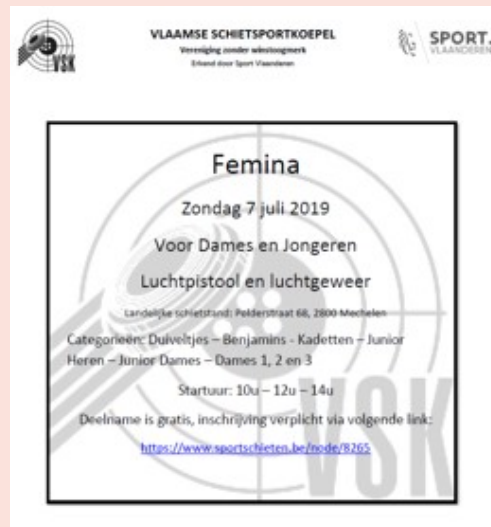 VLAAMSE SCHIETSPORTKOEPEL
Vereniging zonder winstoogmerk
Erkend door Sport Vlaanderen
VSK
SPORT.
VLAANDEREN
Femina
Zondag 7 juli 2019
Voor Dames en Jongeren
Luchtpistool en luchtgeweer
Landelijke schietstand: Polderstraat 68, 2800 Mechelen
Categorieën: Duiveltjes – Benjamins - Kadetten – Junior
Heren – Junior Dames – Dames 1, 2 en 3
Startuur: 10u – 12u – 14u
Deelname is gratis, inschrijving verplicht via volgende link:
https://www.sportschieten.be/node/8265
VSK